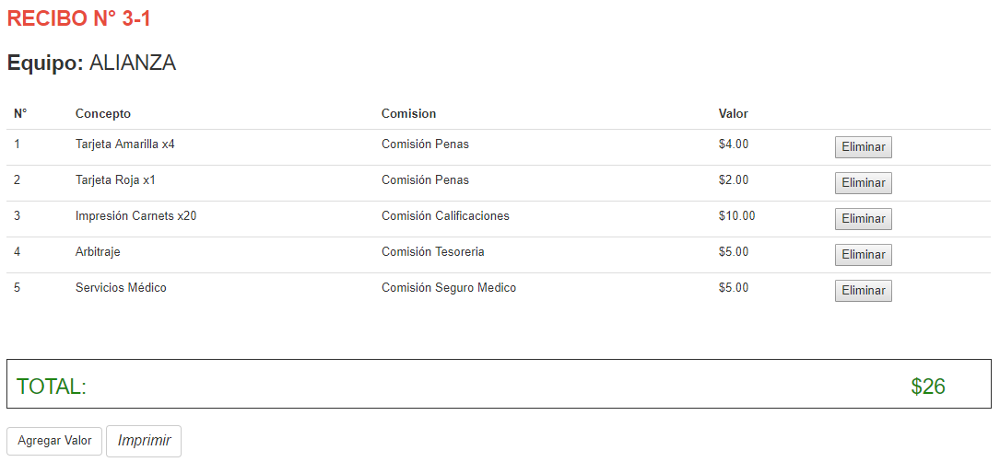 RECIBO N° 3-1
Equipo: ALIANZA
N° Concepto Comision Valor
1 Tarjeta Amarilla x4 Comisión Penas $4.00 Eliminar
2 Tarjeta Roja x1 Comisión Penas $2.00 Eliminar
3 Impresión Carnets x20 Comisión Calificaciones $10.00 Eliminar
4 Arbitraje Comisión Tesoreria $5.00 Eliminar
5 Servicios Médico Comisión Seguro Medico $5.00 Eliminar
TOTAL: $26
Agregar Valor Imprimir